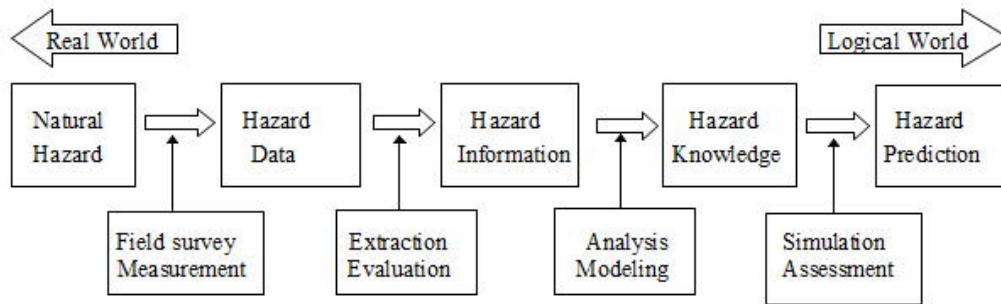 Real World
Logical World
Natural
Hazard
Hazard
Data
Hazard
Information
Hazard
Knowledge
Hazard
Prediction
Field survey
Measurement
Extraction
Evaluation
Analysis
Modeling
Simulation
Assessment